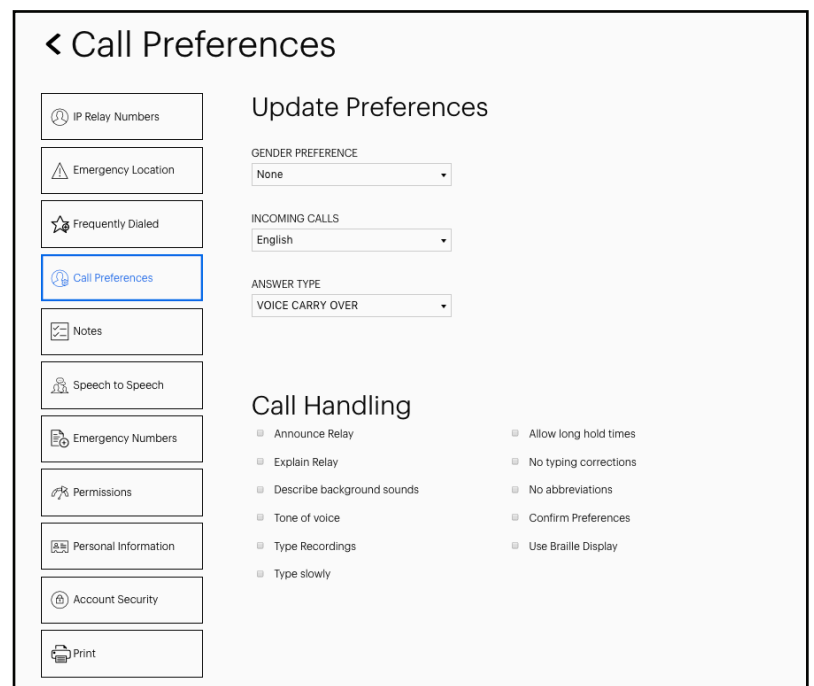 Call Preferences
IP Relay Numbers
Emergency Location
Frequently Dialed
Call Preferences
Notes
Speech to Speech
Emergency Numbers
Permissions
Personal Information
Account Security
Print
Update Preferences
GENDER PREFERENCE
None
INCOMING CALLS
English
ANSWER TYPE
VOICE CARRY OVER
Call Handling
Announce Relay
Explain Relay
Describe background sounds
Tone of voice
Type Recordings
Type slowly
Allow long hold times
No typing corrections
No abbreviations
Confirm Preferences
Use Braille Display